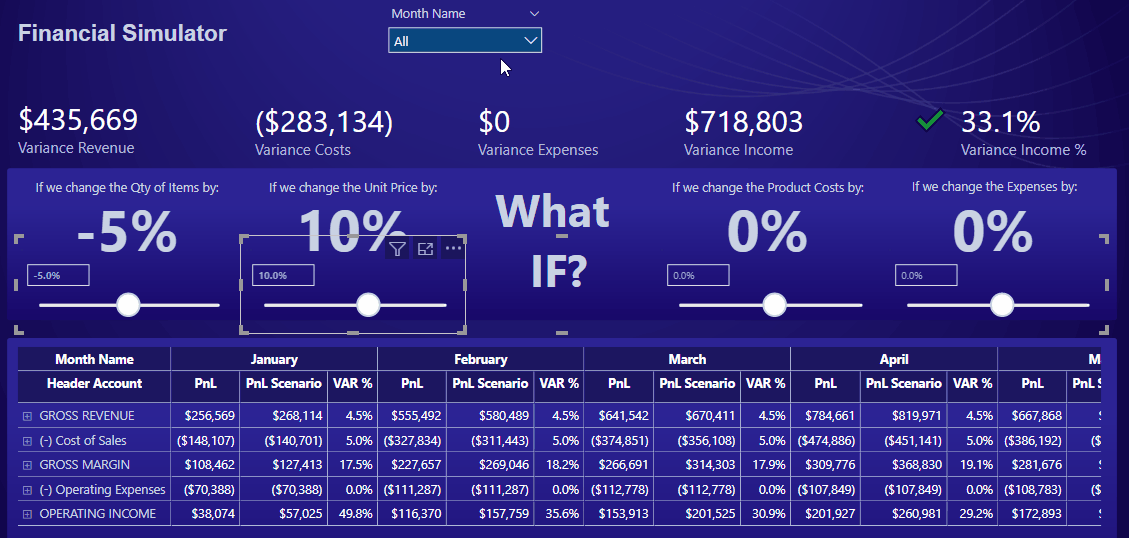 Month Name
Financial Simulator
All
$435,669 ($283,134) $0 $718,803 33.1%
Variance Revenue Variance Costs Variance Expenses Variance Income Variance Income %
If we change the Qty of Items by: If we change the Unit Price by: If we change the Product Costs by: If we change the Expenses by:
-5% 10% What 0% 0%
IF?
-5.0% 10.0% 0.0% 0.0%
Month Name January February March April M
Header Account PnL PnL Scenario VAR % PnL PnL Scenario VAR % PnL PnL Scenario VAR % PnL PnL Scenario VAR % PnL PnL S
GROSS REVENUE $256,569 $268,114 4.5% $555,492 $580,489 4.5% $641,542 $670,411 4.5% $784,661 $819,971 4.5% $667,868
(-) Cost of Sales ($148,107) ($140,701) 5.0% ($327,834) ($311,443) 5.0% ($374,851) ($356,108) 5.0% ($474,886) ($451,141) 5.0% ($386,192) ($
GROSS MARGIN $108,462 $127,413 17.5% $227,657 $269,046 18.2% $266,691 $314,303 17.9% $309,776 $368,830 19.1% $281,676
(-) Operating Expenses ($70,388) ($70,388) 0.0% ($111,287) ($111,287) 0.0% ($112,778) ($112,778) 0.0% ($107,849) ($107,849) 0.0% ($108,783) ($
OPERATING INCOME $38,074 $57,025 49.8% $116,370 $157,759 35.6% $153,913 $201,525 30.9% $201,927 $260,981 29.2% $172,893